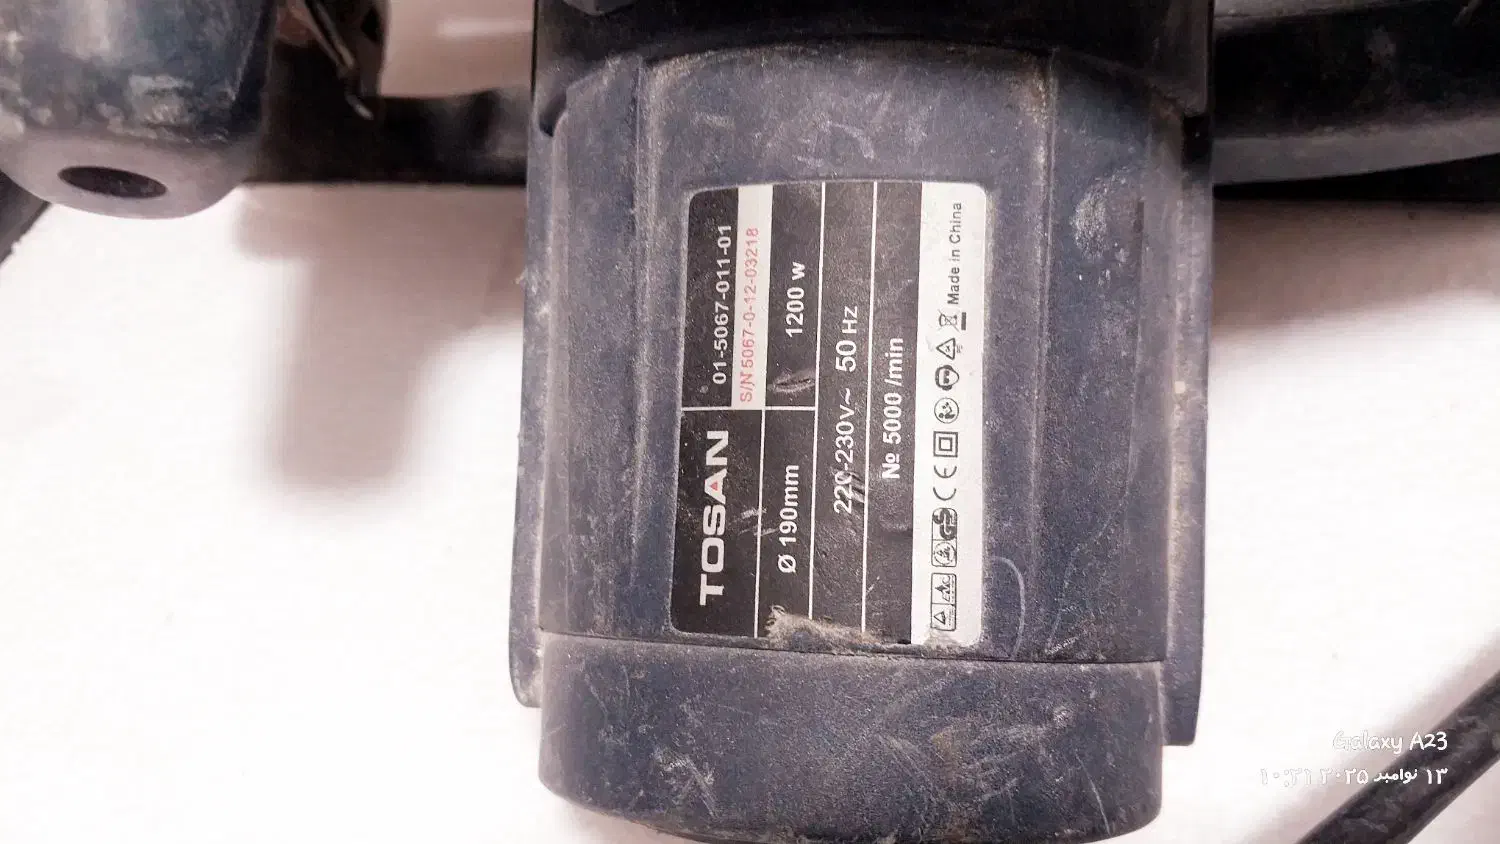 TOSAN
01-5067-011-01
S/N 5067-0-12-03218
Ø 190mm
1200 W
220-230V~ 50 Hz
№ 5000 /min
Made in China
Galaxy A23
۱۳ نوامبر ۲۰۲۵ ۱۰:۲۱